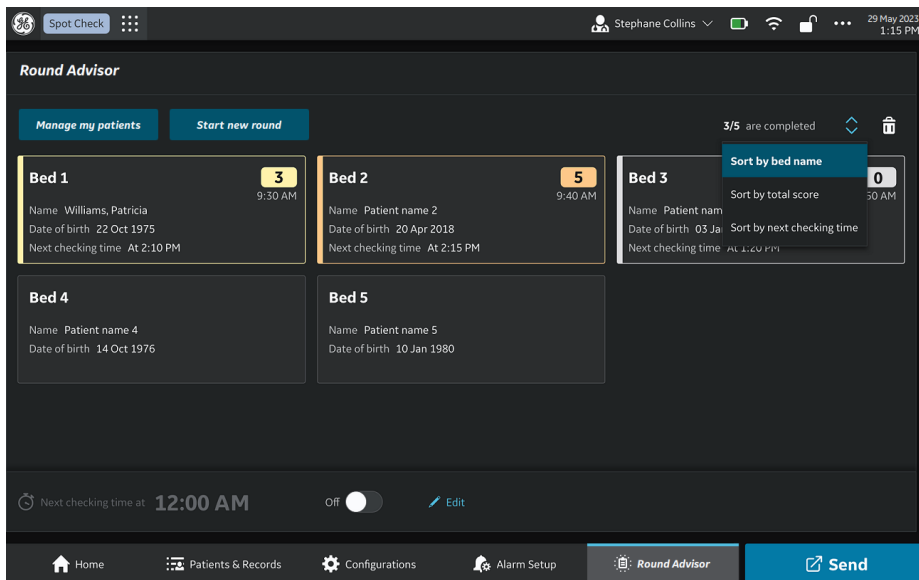 Spot Check
Stephane Collins
29 May 2023
1:15 PM
Round Advisor
Manage my patients
Start new round
3/5 are completed
Sort by bed name
Sort by total score
Sort by next checking time
Bed 1
3
9:30 AM
Name Williams, Patricia
Date of birth 22 Oct 1975
Next checking time At 2:10 PM
Bed 2
5
9:40 AM
Name Patient name 2
Date of birth 20 Apr 2018
Next checking time At 2:15 PM
Bed 3
0
50 AM
Name Patient nam
Date of birth 03 Ja
Next checking time At 1:20 PM
Bed 4
Name Patient name 4
Date of birth 14 Oct 1976
Bed 5
Name Patient name 5
Date of birth 10 Jan 1980
Next checking time at 12:00 AM
Off
Edit
Home
Patients & Records
Configurations
Alarm Setup
Round Advisor
Send